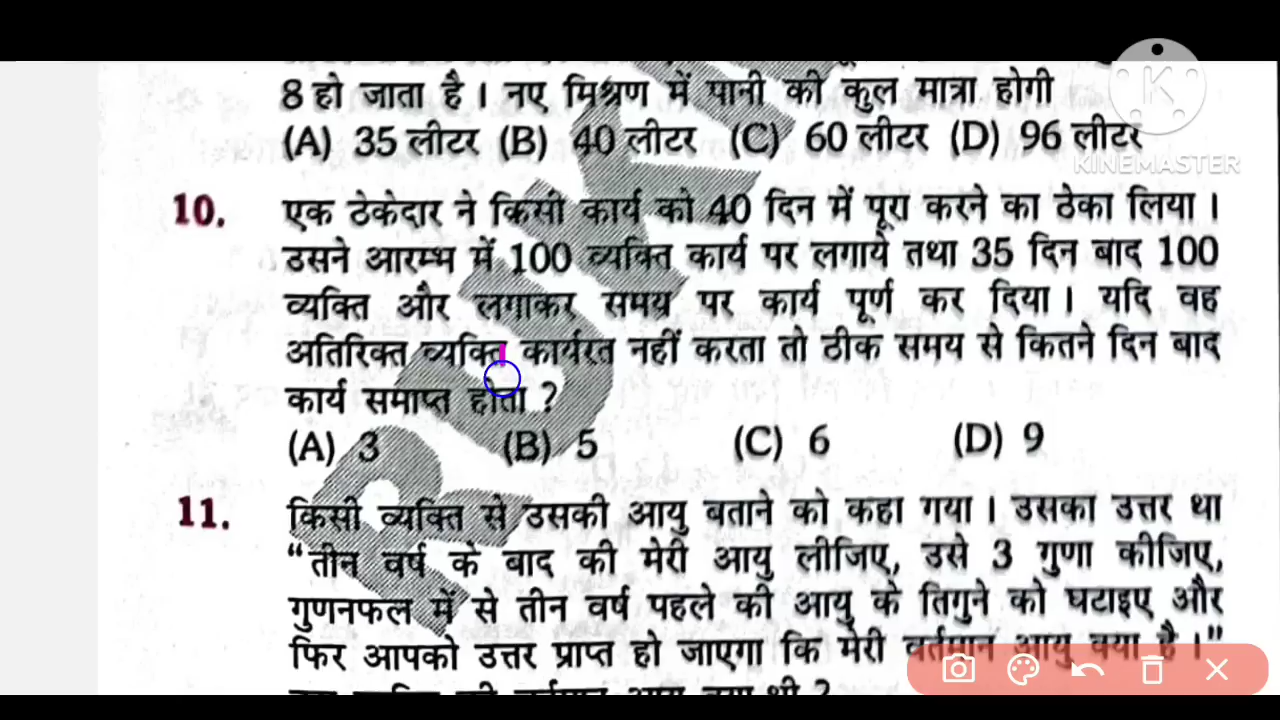 8 हो जाता है । नए मिश्रण में पानी की कुल मात्रा होगी
(A) 35 लीटर (B) 40 लीटर (C) 60 लीटर (D) 96 लीटर
KINEMASTER
10. एक ठेकेदार ने किसी कार्य को 40 दिन में पूरा करने का ठेका लिया ।
उसने आरम्भ में 100 व्यक्ति कार्य पर लगाये तथा 35 दिन बाद 100
व्यक्ति और लगाकर समय पर कार्य पूर्ण कर दिया । यदि वह
अतिरिक्त व्यक्ति कार्यरत नहीं करता तो ठीक समय से कितने दिन बाद
कार्य समाप्त होता ?
(A) 3 (B) 5 (C) 6 (D) 9
11. किसी व्यक्ति से उसकी आयु बताने को कहा गया । उसका उत्तर था
“तीन वर्ष के बाद की मेरी आयु लीजिए, उसे 3 गुणा कीजिए,
गुणनफल में से तीन वर्ष पहले की आयु के तिगुने को घटाइए और
फिर आपको उत्तर प्राप्त हो जाएगा कि मेरी वर्तमान आयु क्या है ।”